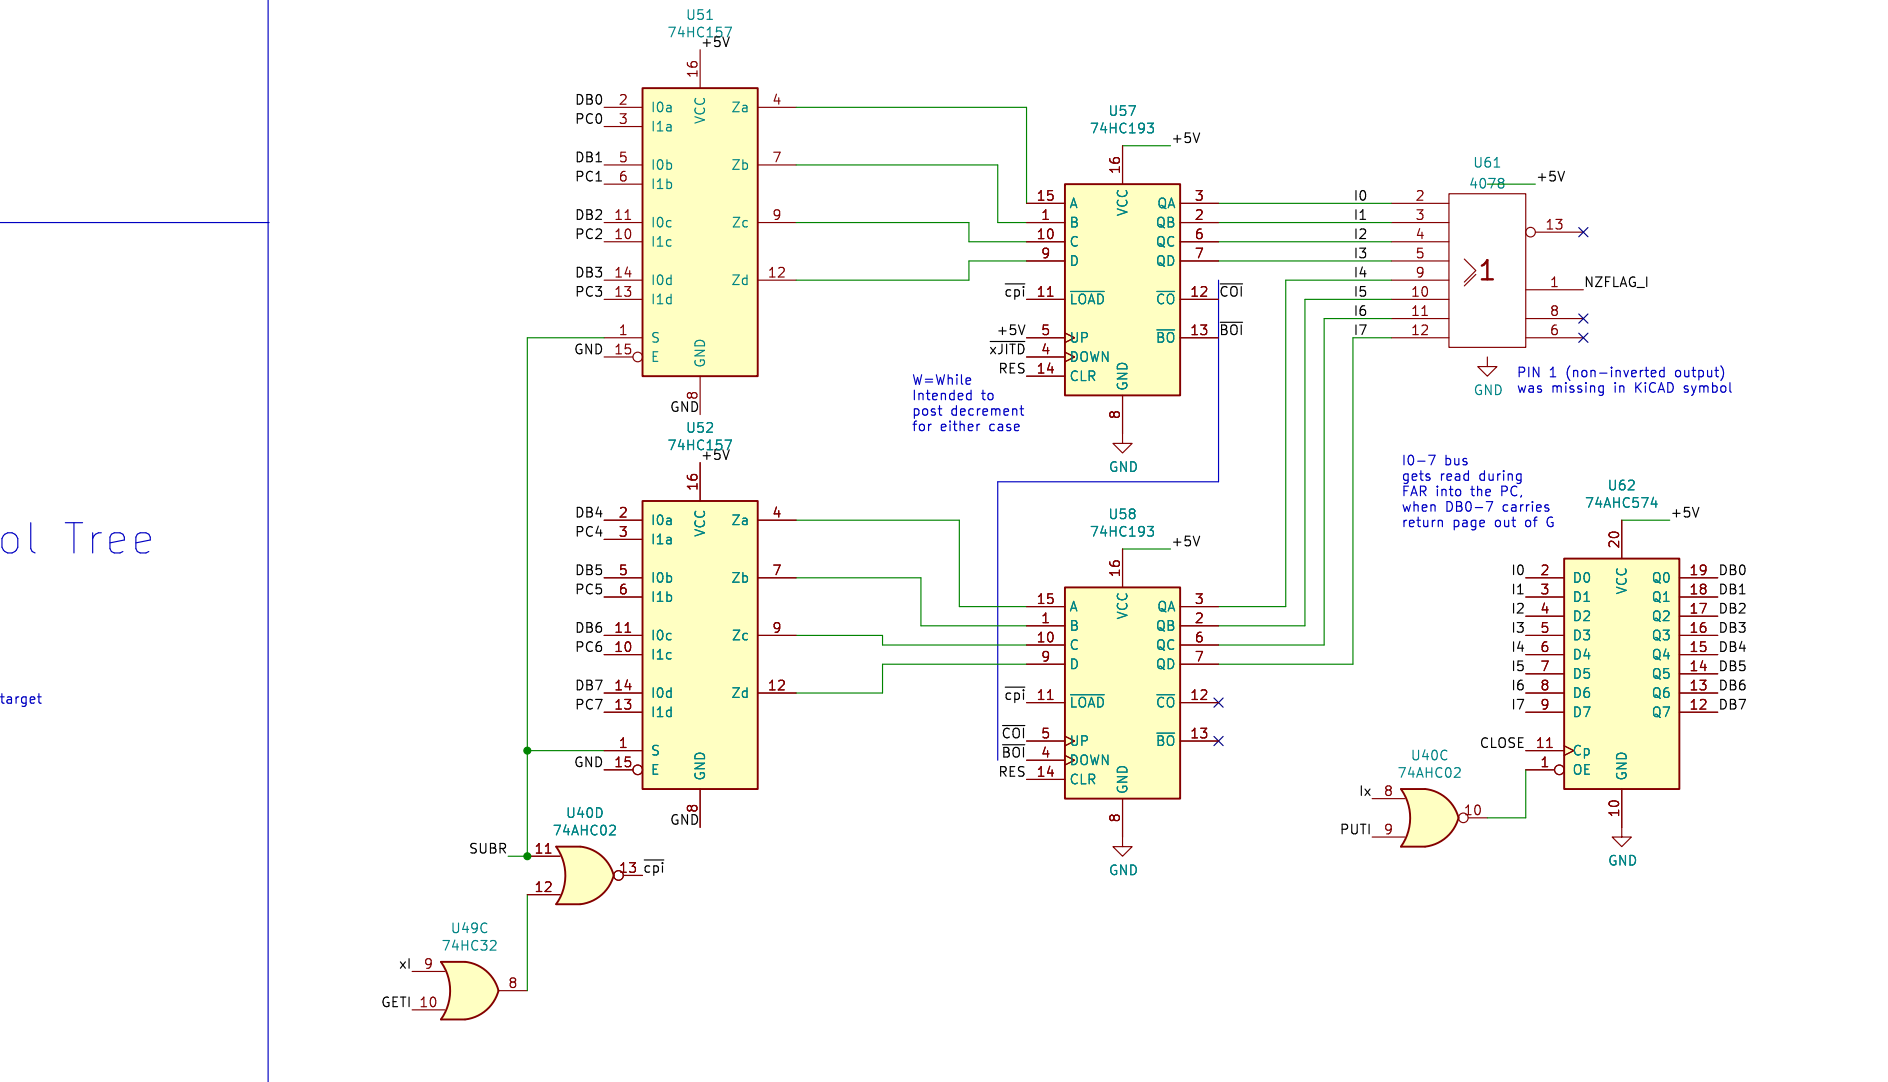 U51
74HC157
+5V
16
VCC
DB0 2 I0a Za 4
PC0 3 I1a
DB1 5 I0b Zb 7
PC1 6 I1b
DB2 11 I0c Zc 9
PC2 10 I1c
DB3 14 I0d Zd 12
PC3 13 I1d
1 S
GND 15 E
GND
8
GND
U52
74HC157
+5V
16
VCC
DB4 2 I0a Za 4
PC4 3 I1a
DB5 5 I0b Zb 7
PC5 6 I1b
DB6 11 I0c Zc 9
PC6 10 I1c
DB7 14 I0d Zd 12
PC7 13 I1d
1 S
GND 15 E
GND
8
GND
U57
74HC193
+5V
16
VCC
15 A QA 3
1 B QB 2
10 C QC 6
9 D QD 7
cpi 11 LOAD CO 12 COI
+5V 5 UP BO 13 BOI
xJITD 4 DOWN
RES 14 CLR
GND
8
GND
W=While
Intended to
post decrement
for either case
U58
74HC193
+5V
16
VCC
15 A QA 3
1 B QB 2
10 C QC 6
9 D QD 7
cpi 11 LOAD CO 12
COI 5 UP BO 13
BOI 4 DOWN
RES 14 CLR
GND
8
GND
U61
4078
+5V
I0 2
I1 3
I2 4
I3 5
I4 9
I5 10
I6 11
I7 12
≥1
13
1 NZFLAG_I
8
6
GND
PIN 1 (non-inverted output)
was missing in KiCAD symbol
I0-7 bus
gets read during
FAR into the PC,
when DB0-7 carries
return page out of G
U62
74AHC574
+5V
20
VCC
I0 2 D0 Q0 19 DB0
I1 3 D1 Q1 18 DB1
I2 4 D2 Q2 17 DB2
I3 5 D3 Q3 16 DB3
I4 6 D4 Q4 15 DB4
I5 7 D5 Q5 14 DB5
I6 8 D6 Q6 13 DB6
I7 9 D7 Q7 12 DB7
CLOSE 11 Cp
1 OE
GND
10
GND
U40C
74AHC02
Ix 8
10
PUTI 9
U40D
74AHC02
SUBR 11
13 cpi
12
U49C
74HC32
xI 9
8
GETI 10
ol Tree
target